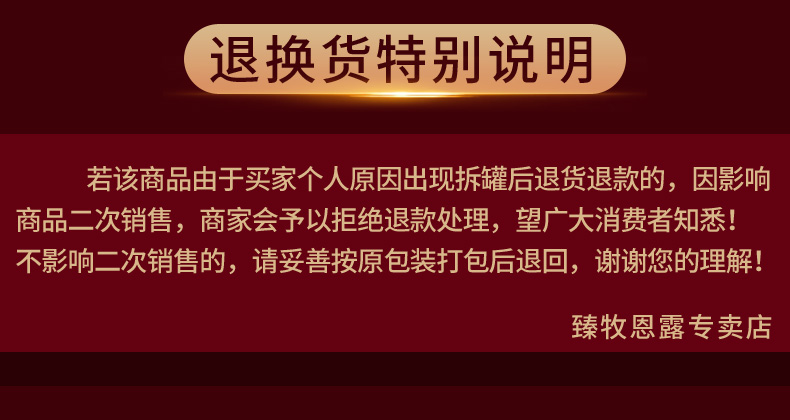 退换货特别说明
若该商品由于买家个人原因出现拆罐后退货退款的，因影响
商品二次销售，商家会予以拒绝退款处理，望广大消费者知悉！
不影响二次销售的，请妥善按原包装打包后退回，谢谢您的理解！
臻牧恩露专卖店